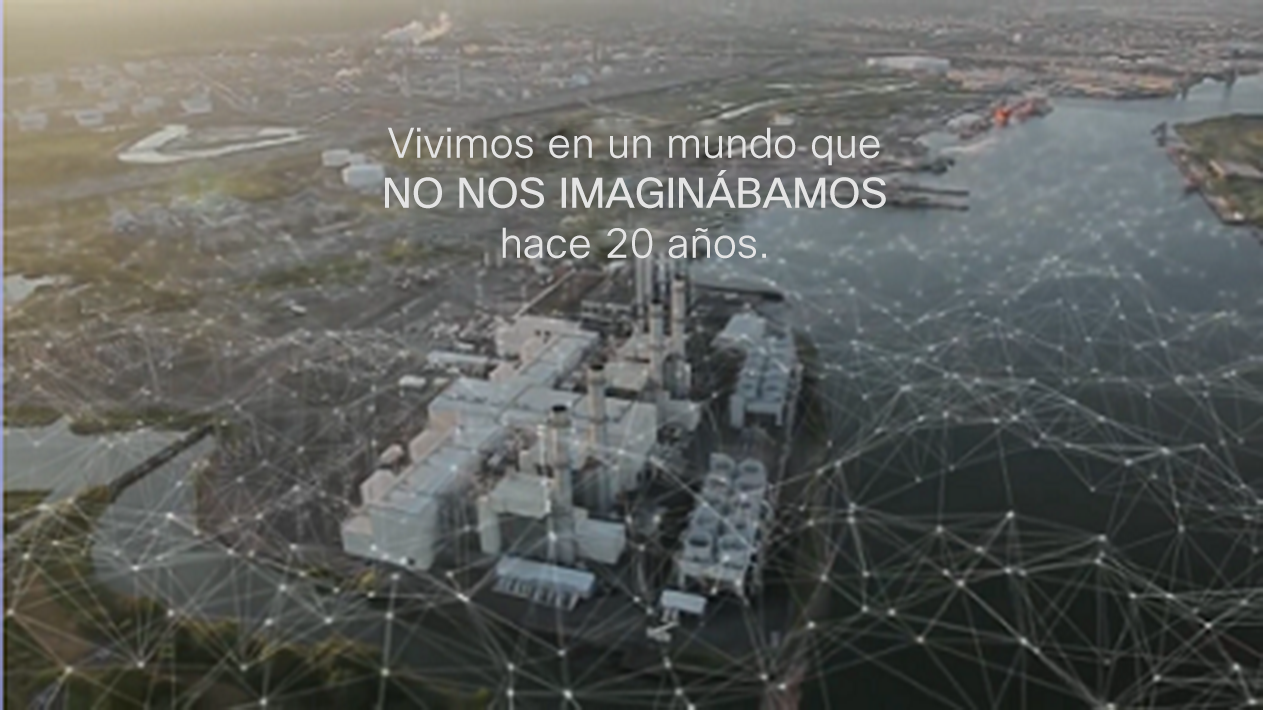 Vivimos en un mundo que
NO NOS IMAGINÁBAMOS
hace 20 años.